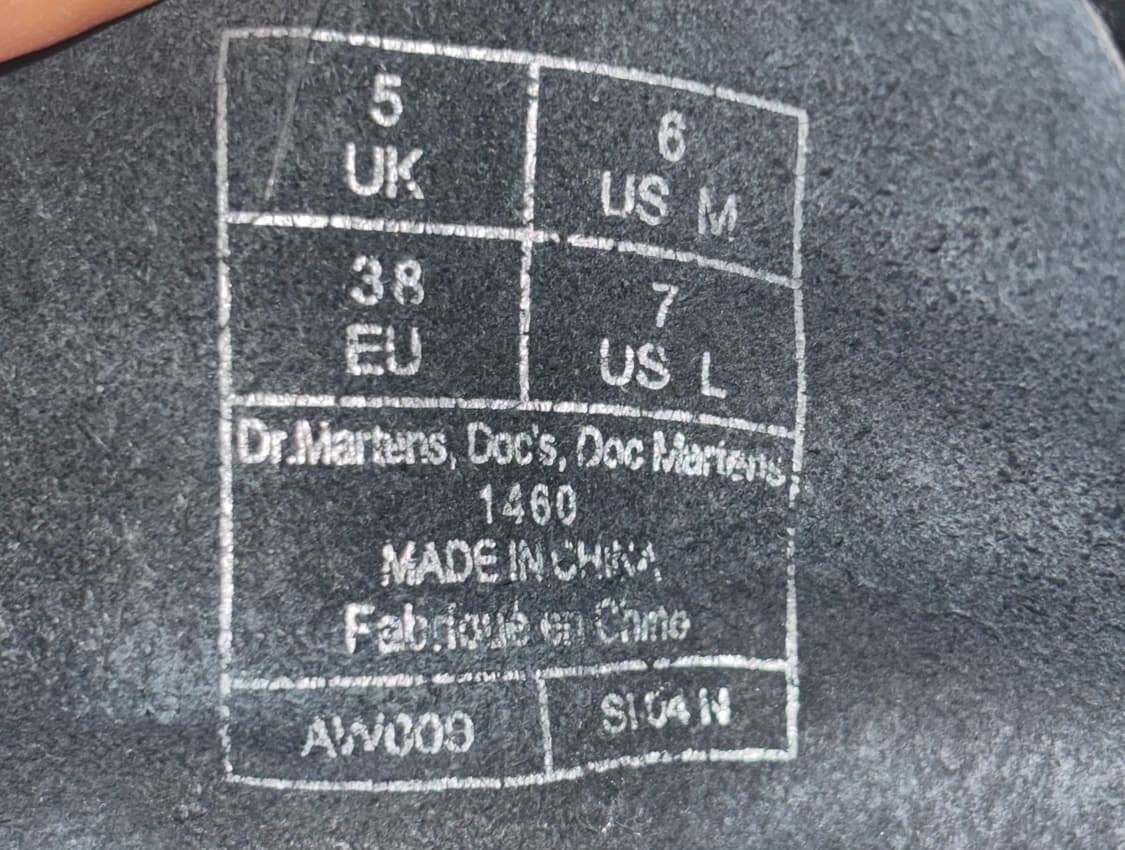 5
UK
6
US M
38
EU
7
US L
Dr.Martens, Doc's, Doc Martens,
1460
MADE IN CHINA
Fabriqué en Chine
AW009